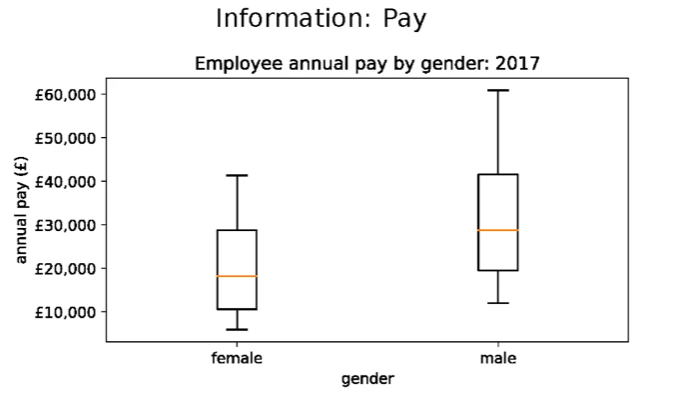 Information: Pay
Employee annual pay by gender: 2017
annual pay (£)
£60,000
£50,000
£40,000
£30,000
£20,000
£10,000
female male
gender